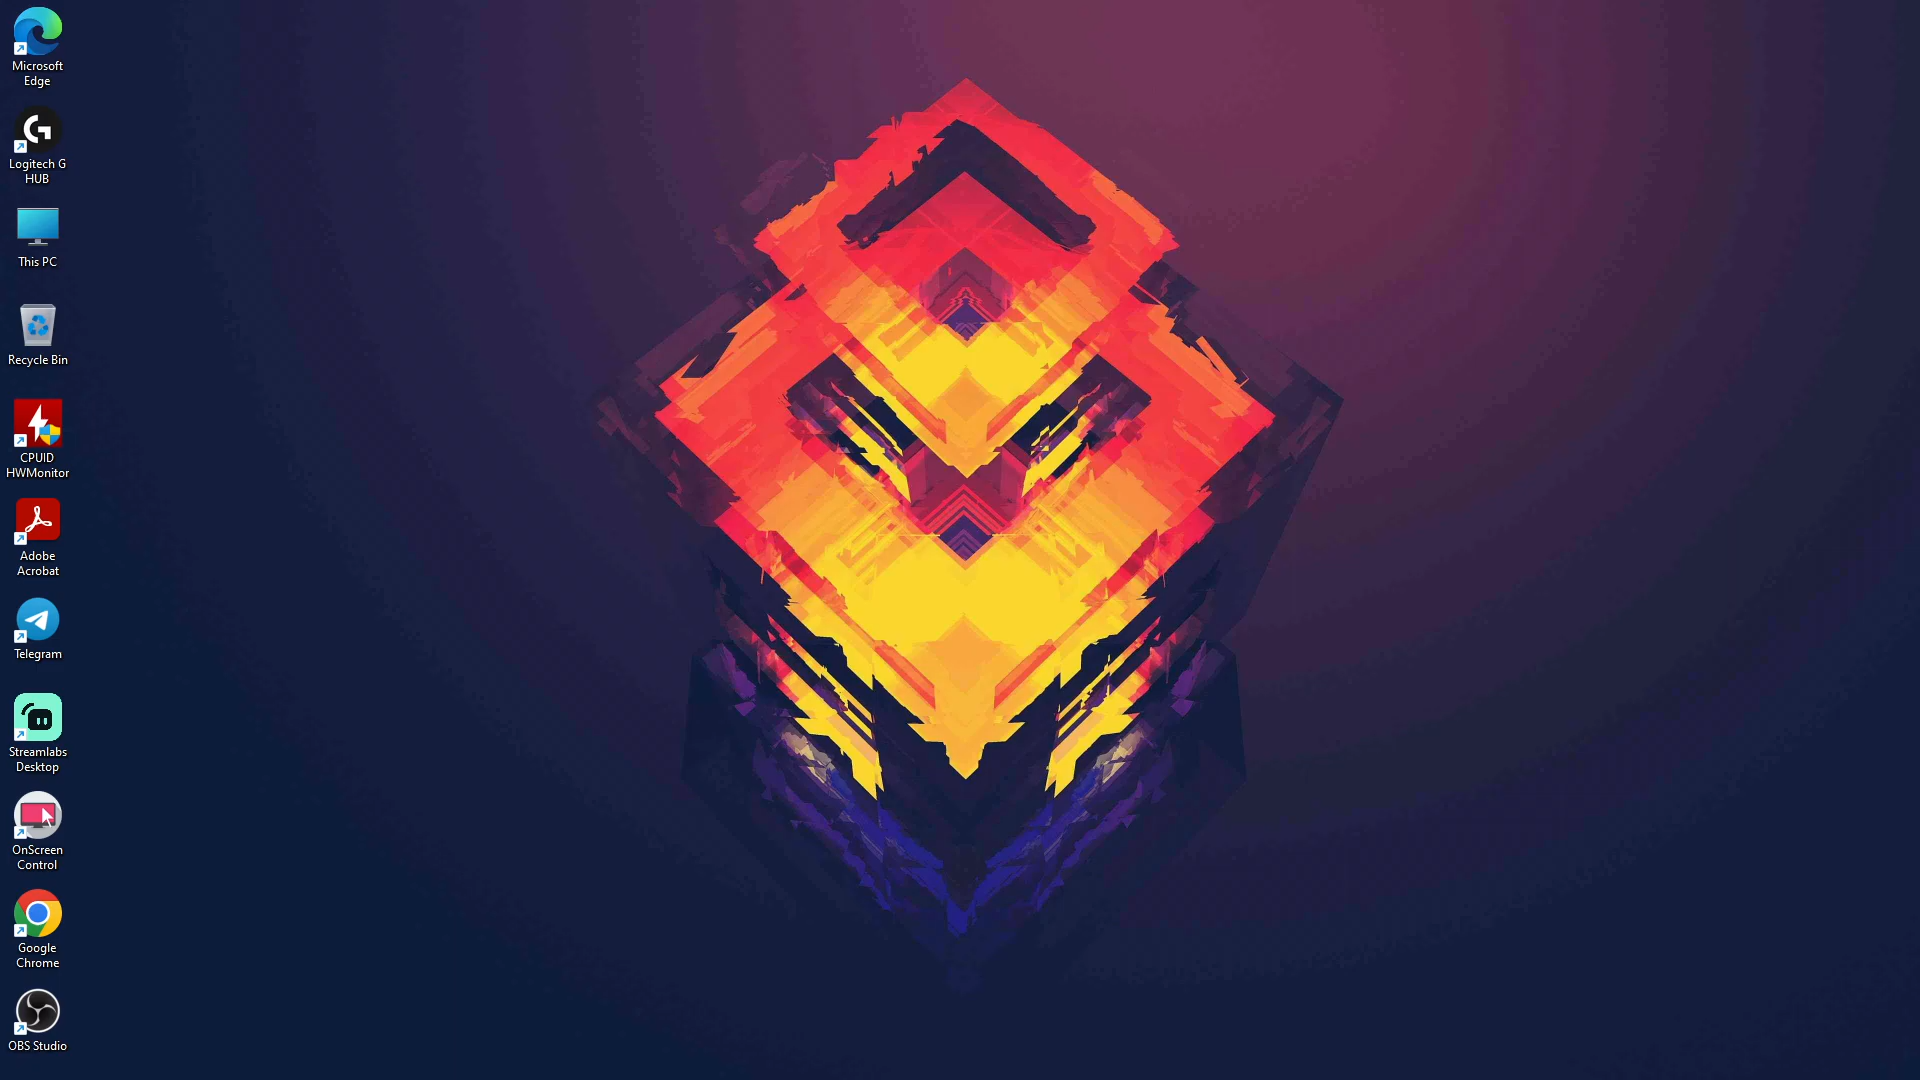 Microsoft
Edge
Logitech G
HUB
This PC
Recycle Bin
CPUID
HWMonitor
Adobe
Acrobat
Telegram
Streamlabs
Desktop
OnScreen
Control
Google
Chrome
OBS Studio